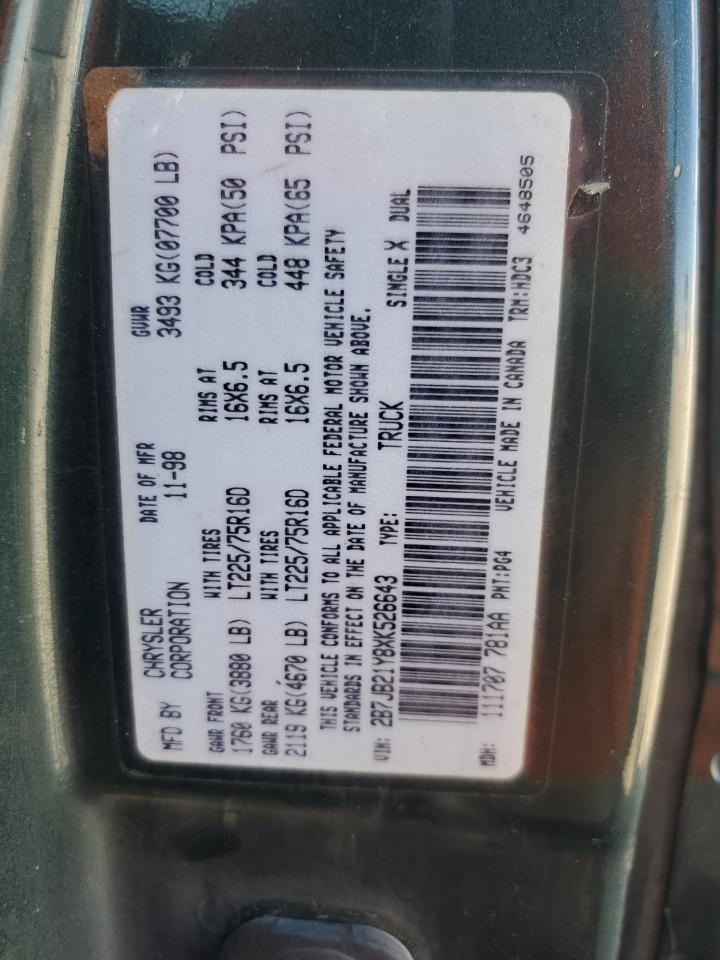 MFD BY CHRYSLER CORPORATION DATE OF MFR 11-98 GVWR 3493 KG(07700 LB)
GAWR FRONT WITH TIRES RIMS AT COLD
1760 KG(3880 LB) LT225/75R16D 16X6.5 344 KPA(50 PSI)
GAWR REAR WITH TIRES RIMS AT COLD
2119 KG(4670 LB) LT225/75R16D 16X6.5 448 KPA(65 PSI)
THIS VEHICLE CONFORMS TO ALL APPLICABLE FEDERAL MOTOR VEHICLE SAFETY
STANDARDS IN EFFECT ON THE DATE OF MANUFACTURE SHOWN ABOVE.
VIN: 2B7JB21Y8XK526643 TYPE: TRUCK SINGLE X DUAL
MDH: 111707 781AA PNT:PG4 VEHICLE MADE IN CANADA TRM:WDC3 4648505